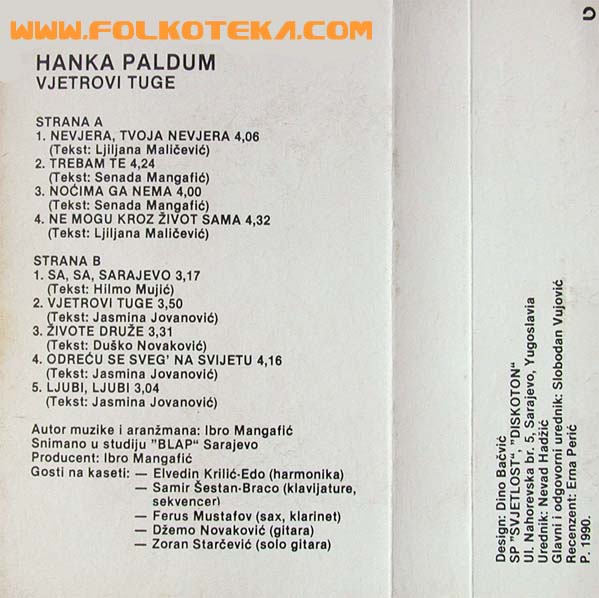 WWW.FOLKOTEKA.COM
HANKA PALDUM
VJETROVI TUGE
STRANA A
1. NEVJERA, TVOJA NEVJERA 4,06
(Tekst: Ljiljana Maličević)
2. TREBAM TE 4,24
(Tekst: Senada Mangafić)
3. NOĆIMA GA NEMA 4,00
(Tekst: Senada Mangafić)
4. NE MOGU KROZ ŽIVOT SAMA 4,32
(Tekst: Ljiljana Maličević)
STRANA B
1. SA, SA, SARAJEVO 3,17
(Tekst: Hilmo Mujić)
2. VJETROVI TUGE 3,50
(Tekst: Jasmina Jovanović)
3. ŽIVOTE DRUŽE 3,31
(Tekst: Duško Novaković)
4. ODREĆU SE SVEG' NA SVIJETU 4,16
(Tekst: Jasmina Jovanović)
5. LJUBI, LJUBI 3,04
(Tekst: Jasmina Jovanović)
Autor muzike i aranžmana: Ibro Mangafić
Snimano u studiju "BLAP" Sarajevo
Producent: Ibro Mangafić
Gosti na kaseti: — Elvedin Krilić-Edo (harmonika)
— Samir Šestan-Braco (klavijature,
sekvencer)
— Ferus Mustafov (sax, klarinet)
— Džemo Novaković (gitara)
— Zoran Starčević (solo gitara)
Design: Dino Bačvić
SP "SVJETLOST", "DISKOTON"
Ul. Nahorevska br. 5, Sarajevo, Yugoslavia
Urednik: Nevad Hadžić
Glavni i odgovorni urednik: Slobodan Vujović
Recenzent: Erna Perić
P. 1990.